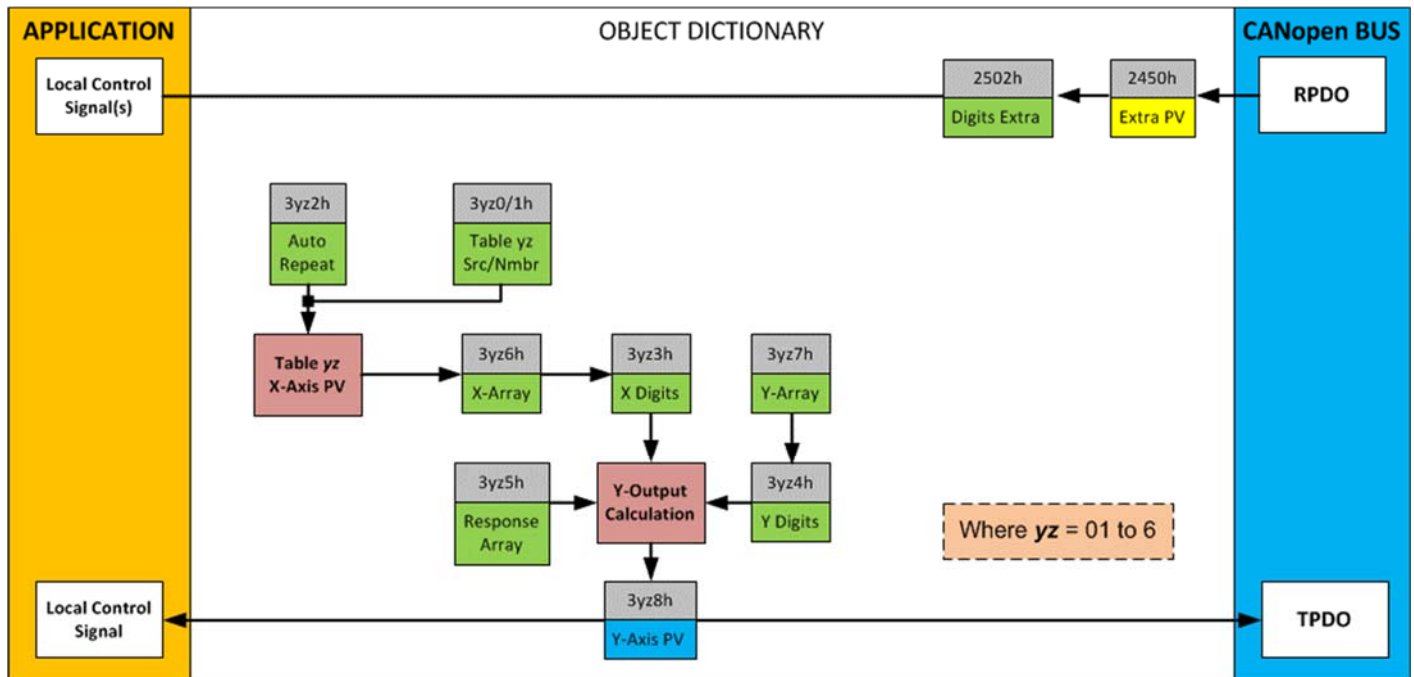 APPLICATION
OBJECT DICTIONARY
CANopen BUS
Local Control
Signal(s)
2502h
Digits Extra
2450h
Extra PV
RPDO
3yz2h
Auto
Repeat
3yz0/1h
Table yz
Src/Nmbr
Table yz
X-Axis PV
3yz6h
X-Array
3yz3h
X Digits
3yz7h
Y-Array
3yz5h
Response
Array
Y-Output
Calculation
3yz4h
Y Digits
Where yz = 01 to 6
Local Control
Signal
3yz8h
Y-Axis PV
TPDO